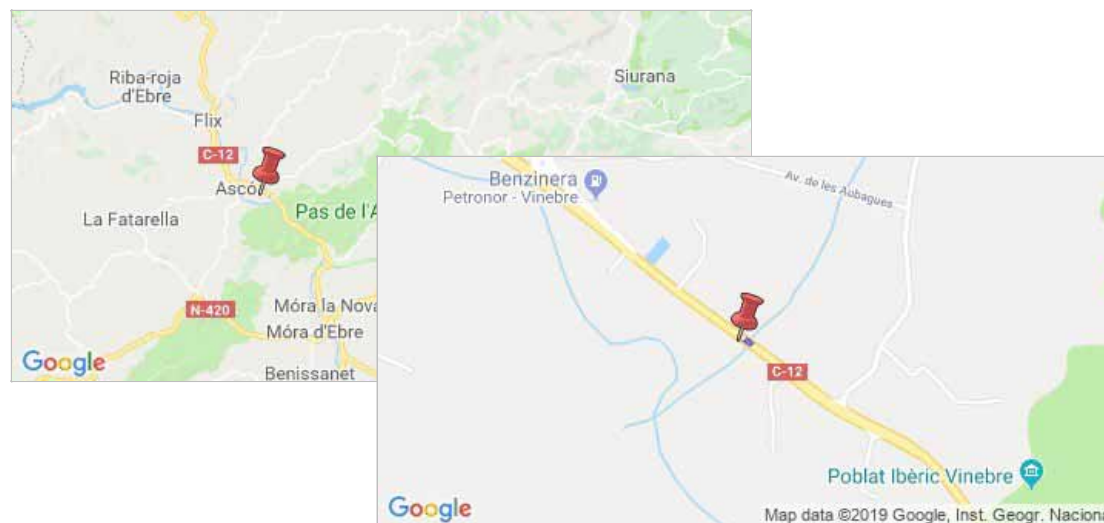 Riba-roja
d'Ebre
Siurana
Flix
C-12
Ascó
La Fatarella
Pas de l'A
N-420
Móra la Nova
Móra d'Ebre
Benissanet
Google
Benzinera
Petronor - Vinebre
Av. de les Aubagues
C-12
Poblat Ibèric Vinebre
Google
Map data ©2019 Google, Inst. Geogr. Naciona